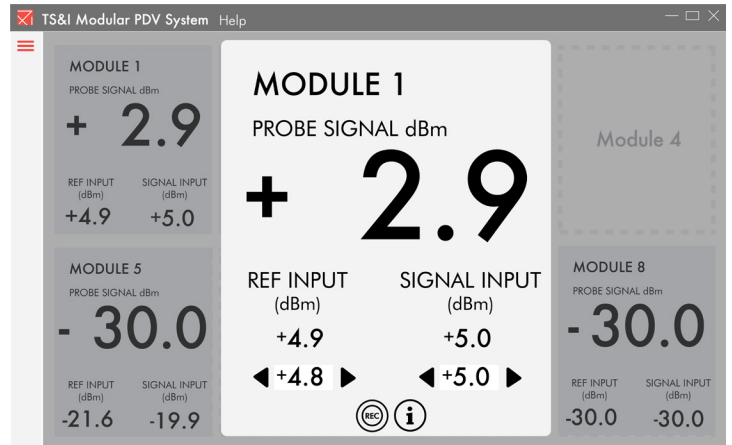 TS&I Modular PDV System Help
MODULE 1
PROBE SIGNAL dBm
+ 2.9
REF INPUT SIGNAL INPUT
(dBm) (dBm)
+4.9 +5.0
MODULE 5
PROBE SIGNAL dBm
- 30.0
REF INPUT SIGNAL INPUT
(dBm) (dBm)
-21.6 -19.9
MODULE 1
PROBE SIGNAL dBm
+ 2.9
REF INPUT SIGNAL INPUT
(dBm) (dBm)
+4.9 +5.0
+4.8 +5.0
REC i
Module 4
MODULE 8
PROBE SIGNAL dBm
- 30.0
REF INPUT SIGNAL INPUT
(dBm) (dBm)
-30.0 -30.0